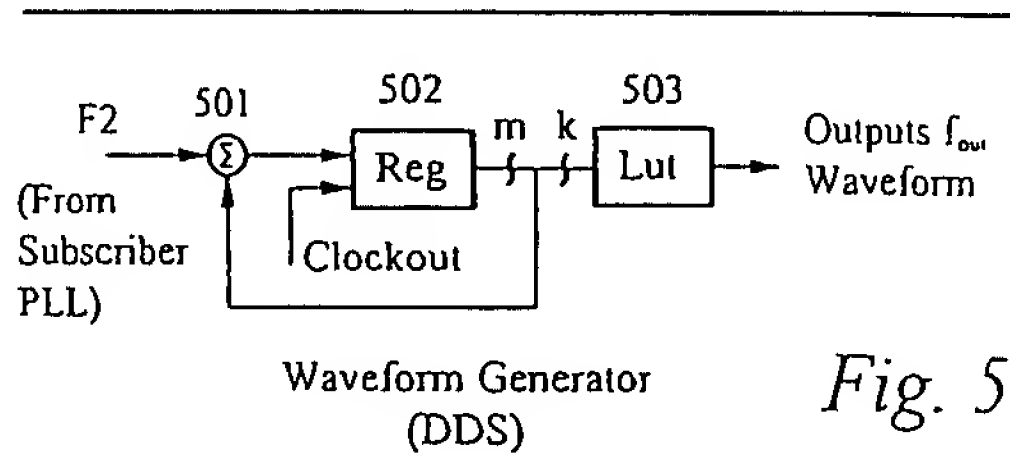 501
502
503
F2
Σ
m
k
Reg
Lut
Outputs f_out
Waveform
(From
Subscriber
PLL)
Clockout
Waveform Generator
(DDS)
Fig. 5